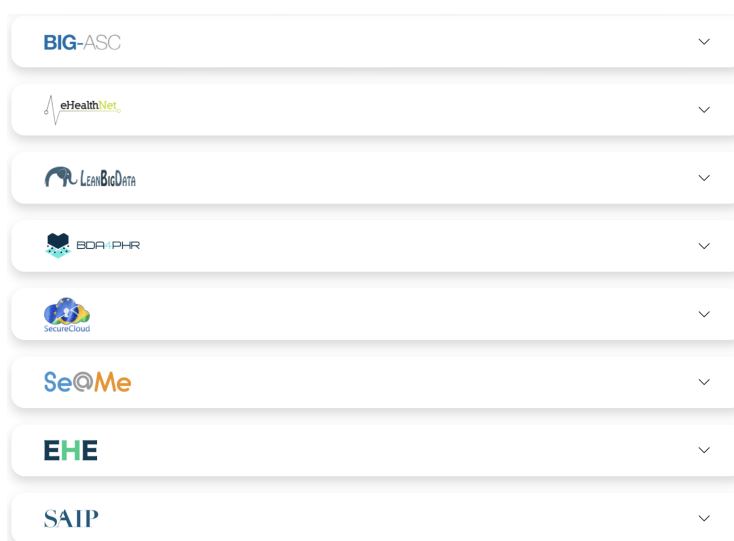 BIG-ASC
eHealthNet
LEANBIGDATA
BDA4PHR
SecureCloud
Se@Me
EHE
SAIP